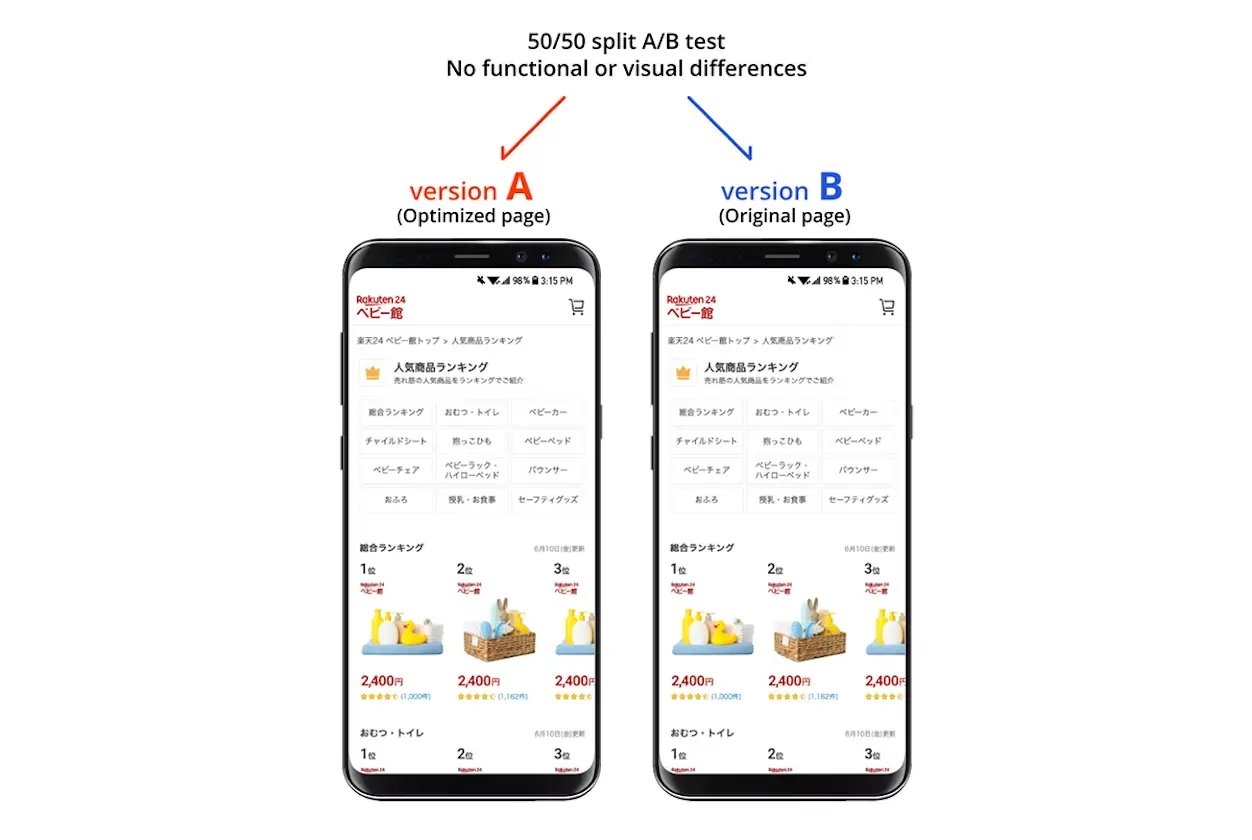 50/50 split A/B test
No functional or visual differences
version A
(Optimized page)
98% 3:15 PM
Rakuten 24
ベビー館
楽天24 ベビー館トップ > 人気商品ランキング
人気商品ランキング
売れ筋の人気商品をランキングでご紹介
総合ランキング おむつ・トイレ ベビーカー
チャイルドシート 抱っこひも ベビーベッド
ベビーチェア ベビーラック・ハイローベッド バウンサー
おふろ 授乳・お食事 セーフティグッズ
総合ランキング 6月10日(金)更新
1位 2位 3位
Rakuten 24 Rakuten 24 Rakuten 24
ベビー館 ベビー館 ベビー館
2,400円 2,400円 2,400円
(1,000件) (1,162件)
おむつ・トイレ 6月10日(金)更新
1位 2位 3位
Rakuten 24 Rakuten 24 Rakuten 24
version B
(Original page)
98% 3:15 PM
Rakuten 24
ベビー館
楽天24 ベビー館トップ > 人気商品ランキング
人気商品ランキング
売れ筋の人気商品をランキングでご紹介
総合ランキング おむつ・トイレ ベビーカー
チャイルドシート 抱っこひも ベビーベッド
ベビーチェア ベビーラック・ハイローベッド バウンサー
おふろ 授乳・お食事 セーフティグッズ
総合ランキング 6月10日(金)更新
1位 2位 3位
Rakuten 24 Rakuten 24 Rakuten 24
ベビー館 ベビー館 ベビー館
2,400円 2,400円 2,400円
(1,000件) (1,162件)
おむつ・トイレ 6月10日(金)更新
1位 2位 3位
Rakuten 24 Rakuten 24 Rakuten 24